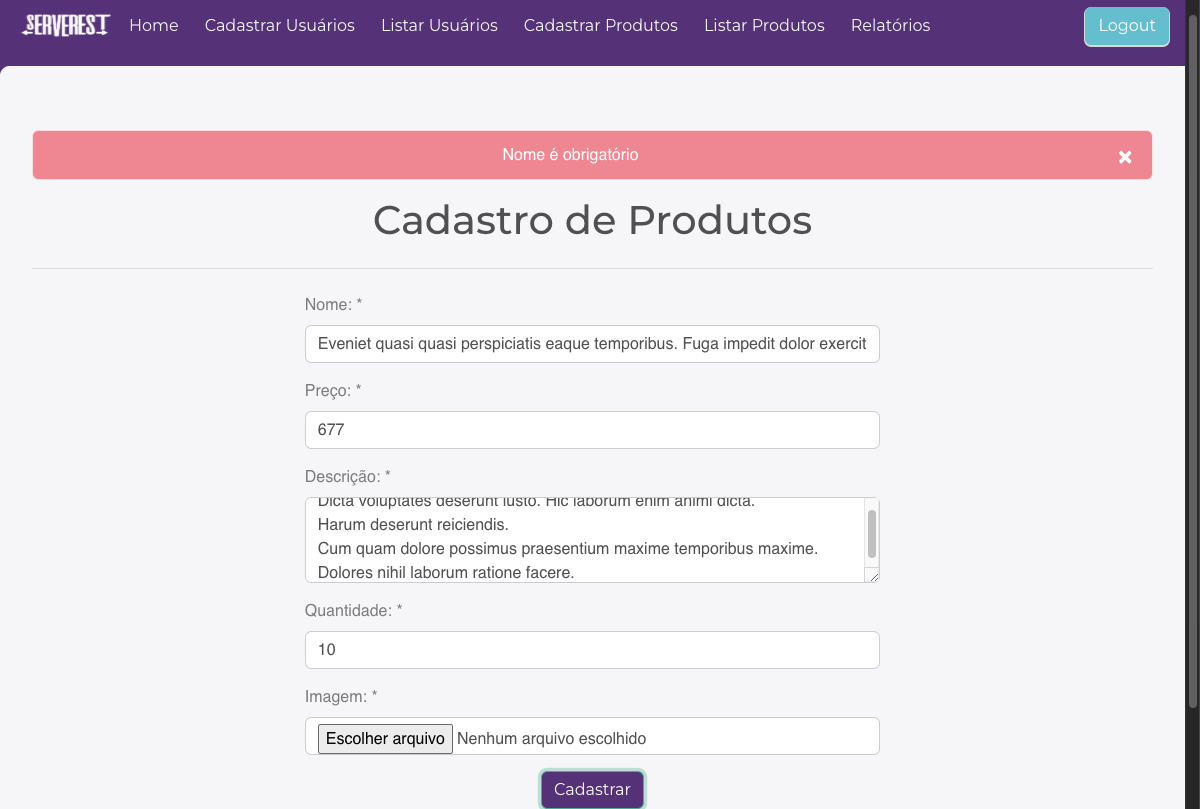 SERVEREST Home Cadastrar Usuários Listar Usuários Cadastrar Produtos Listar Produtos Relatórios Logout
Nome é obrigatório
Cadastro de Produtos
Nome: *
Eveniet quasi quasi perspiciatis eaque temporibus. Fuga impedit dolor exercit
Preço: *
677
Descrição: *
Dicta voluptates deserunt iusto. Hic laborum enim animi dicta.
Harum deserunt reiciendis.
Cum quam dolore possimus praesentium maxime temporibus maxime.
Dolores nihil laborum ratione facere.
Quantidade: *
10
Imagem: *
Escolher arquivo Nenhum arquivo escolhido
Cadastrar